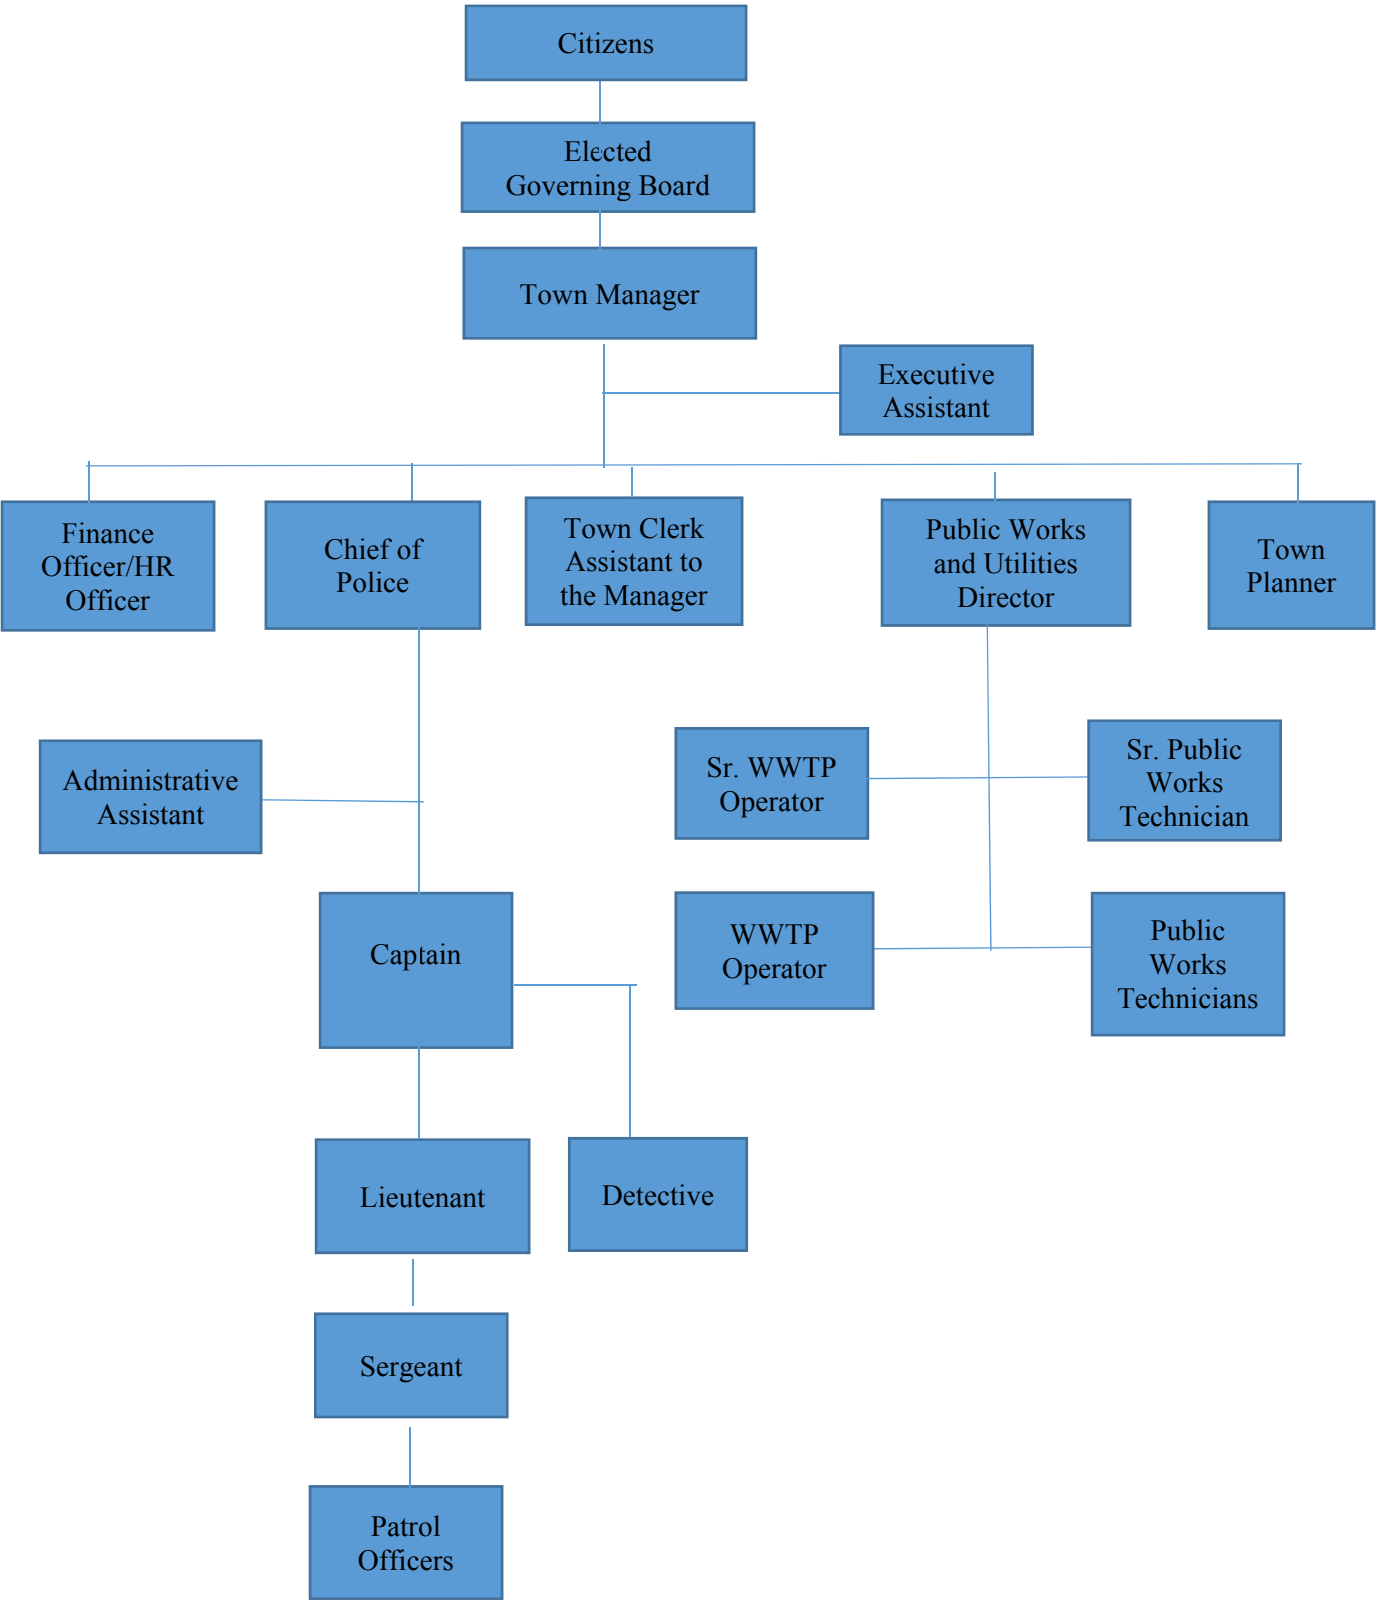 Citizens
Elected
Governing Board
Town Manager
Executive
Assistant
Finance
Officer/HR
Officer
Chief of
Police
Town Clerk
Assistant to
the Manager
Public Works
and Utilities
Director
Town
Planner
Administrative
Assistant
Sr. WWTP
Operator
Sr. Public
Works
Technician
Captain
WWTP
Operator
Public
Works
Technicians
Lieutenant
Detective
Sergeant
Patrol
Officers